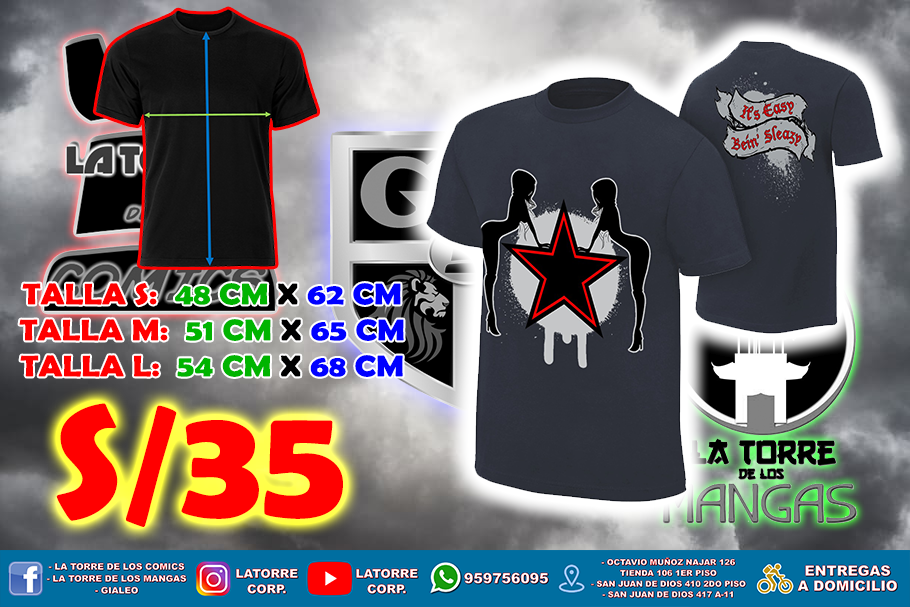 LA TO
COMICS
G
TALLA S: 48 CM X 62 CM
TALLA M: 51 CM X 65 CM
TALLA L: 54 CM X 68 CM
S/35
It's Easy
Bein' Sleazy
LA TORRE
DE LOS
MANGAS
- LA TORRE DE LOS COMICS
- LA TORRE DE LOS MANGAS
- GIALEO
LATORRE
CORP.
LATORRE
CORP.
959756095
- OCTAVIO MUÑOZ NAJAR 126
TIENDA 106 1ER PISO
- SAN JUAN DE DIOS 410 2DO PISO
- SAN JUAN DE DIOS 417 A-11
ENTREGAS
A DOMICILIO